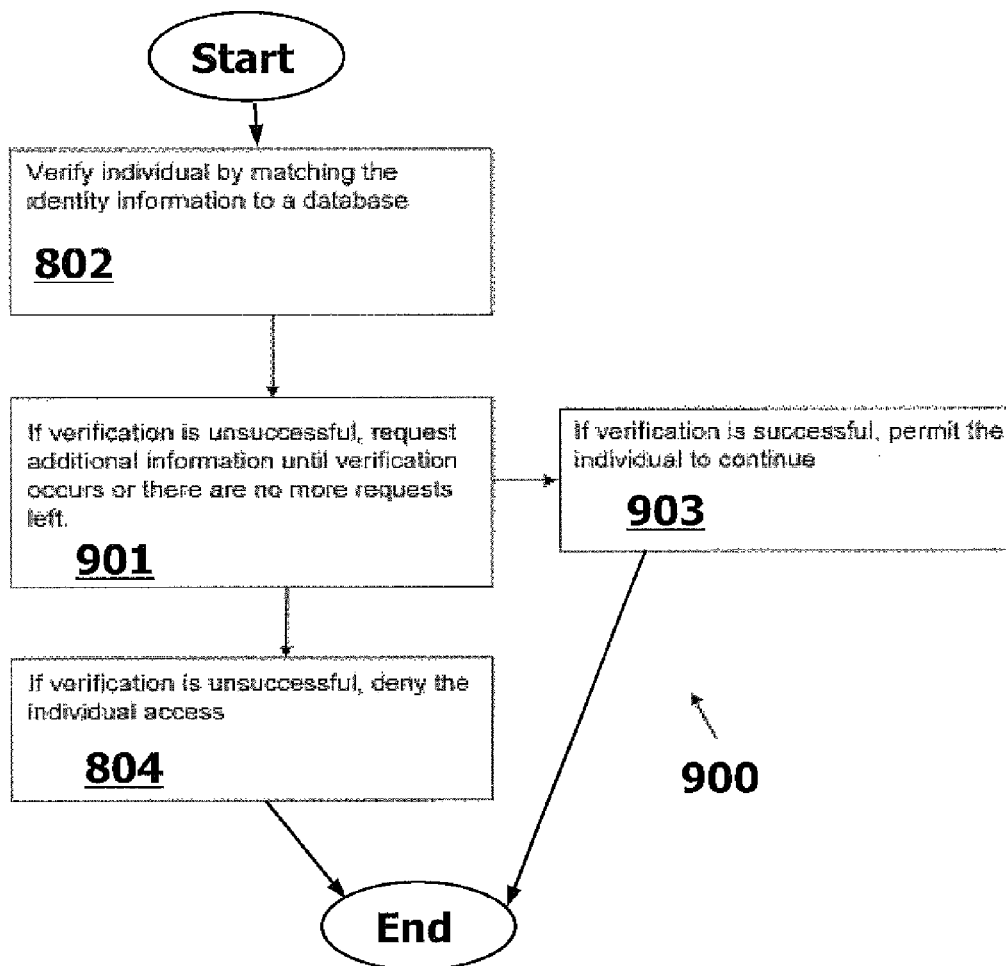 Start
Verify individual by matching the
identity information to a database
802
If verification is unsuccessful, request
additional information until verification
occurs or there are no more requests
left.
901
If verification is successful, permit the
individual to continue
903
If verification is unsuccessful, deny the
individual access
804
900
End